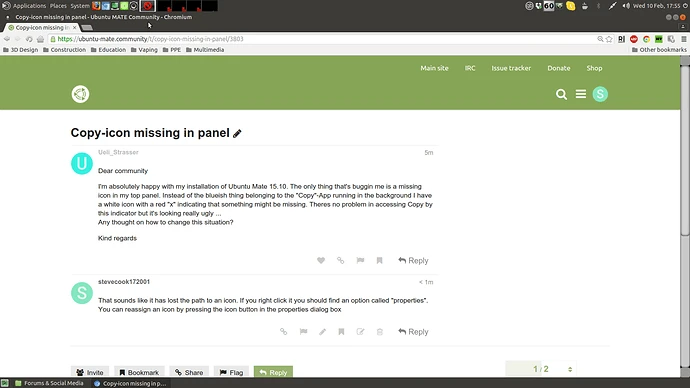 Applications Places System
60
Wed 10 Feb, 17:55
Copy-icon missing in panel - Ubuntu MATE Community - Chromium
Copy-icon missing in p
https://ubuntu-mate.community/t/copy-icon-missing-in-panel/3803
3D Design Construction Education Vaping PPE Multimedia Other bookmarks
Main site IRC Issue tracker Donate Shop
S
Copy-icon missing in panel
U
Ueli_Strasser 5m
Dear community
I'm absolutely happy with my installation of Ubuntu Mate 15.10. The only thing that's buggin me is a missing
icon in my top panel. Instead of the blueish thing belonging to the "Copy"-App running in the background I have
a white icon with a red "x" indicating that something might be missing. Theres no problem in accessing Copy by
this indicator but it's looking really ugly ...
Any thought on how to change this situation?
Kind regards
Reply
S
stevecook172001 < 1m
That sounds like it has lost the path to an icon. If you right click it you should find an option called "properties".
You can reassign an icon by pressing the icon button in the properties dialog box
Reply
Invite Bookmark Share Flag Reply
1 / 2
Forums & Social Media Copy-icon missing in p...